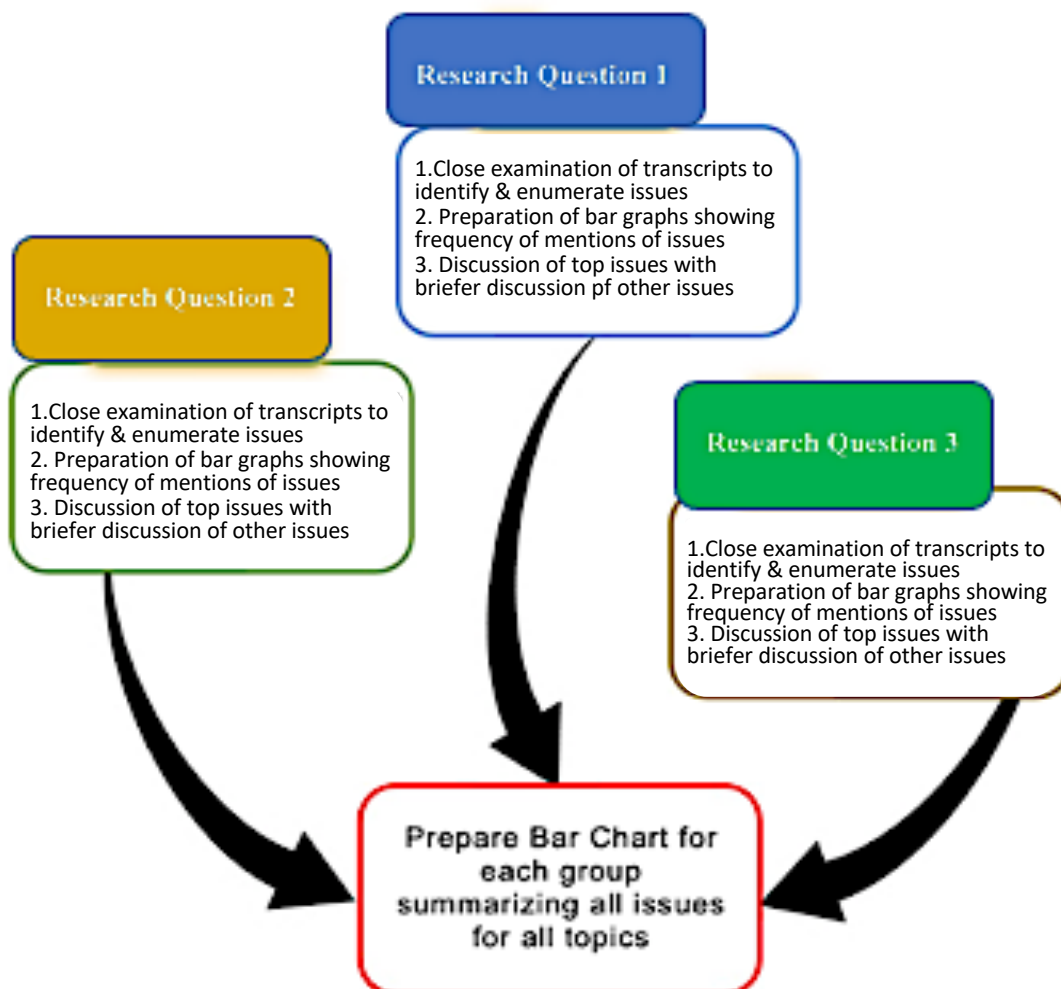 Research Question 1
1.Close examination of transcripts to
identify & enumerate issues
2. Preparation of bar graphs showing
frequency of mentions of issues
3. Discussion of top issues with
briefer discussion pf other issues
Research Question 2
1.Close examination of transcripts to
identify & enumerate issues
2. Preparation of bar graphs showing
frequency of mentions of issues
3. Discussion of top issues with
briefer discussion of other issues
Research Question 3
1.Close examination of transcripts to
identify & enumerate issues
2. Preparation of bar graphs showing
frequency of mentions of issues
3. Discussion of top issues with
briefer discussion of other issues
Prepare Bar Chart for
each group
summarizing all issues
for all topics